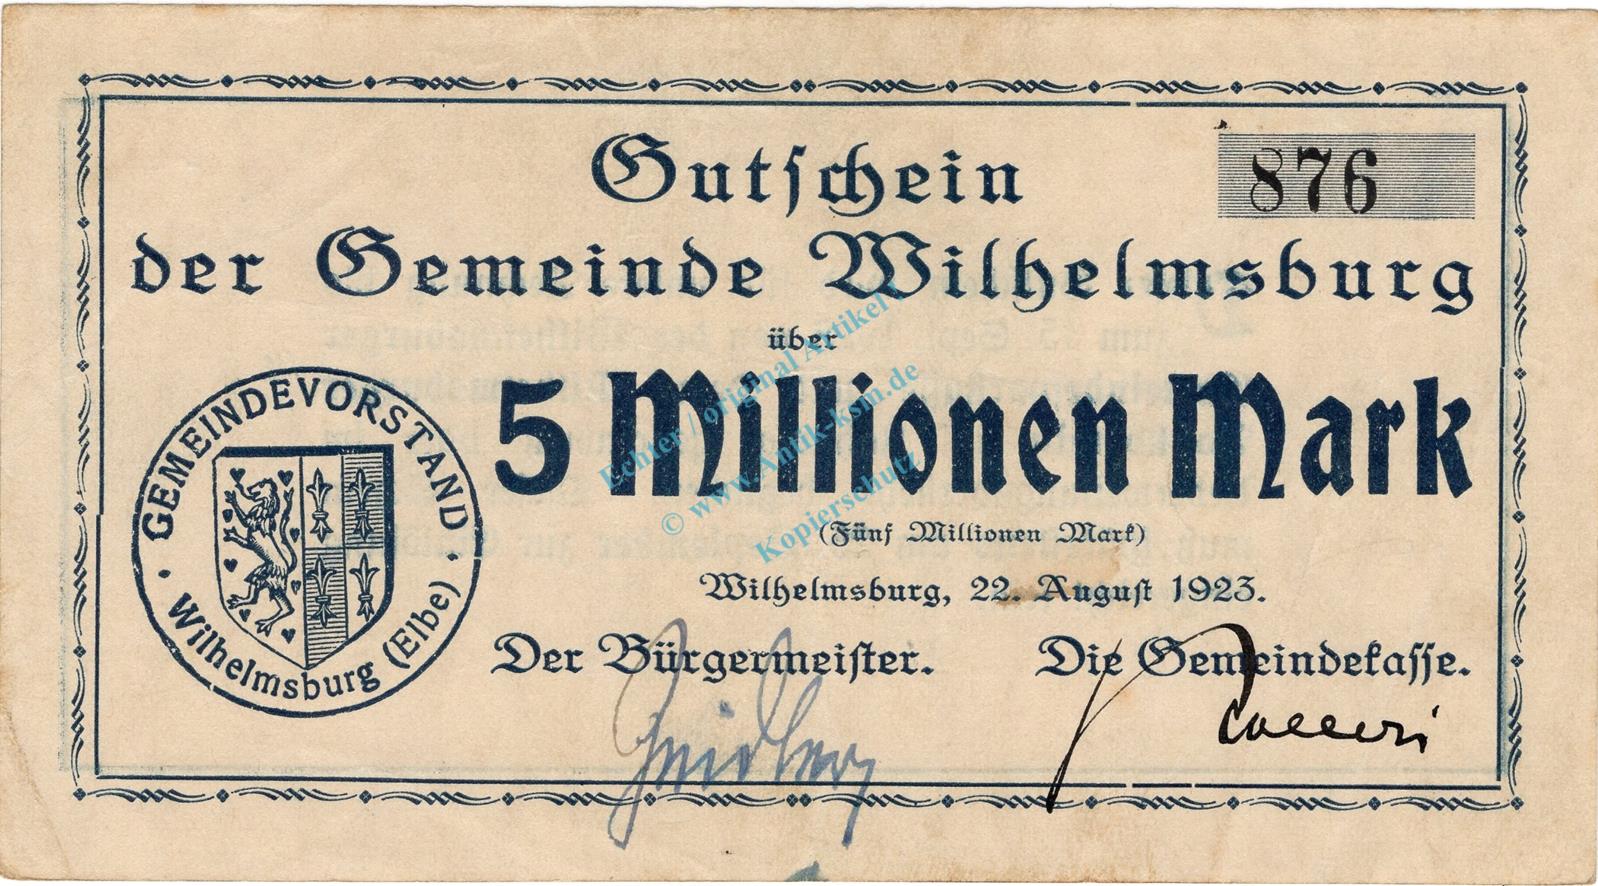 Gutschein
876
der Gemeinde Wilhelmsburg
über
5 Millionen Mark
(Fünf Millionen Mark)
Wilhelmsburg, 22. August 1923.
Der Bürgermeister.
Die Gemeindekasse.
GEMEINDEVORSTAND
Wilhelmsburg (Elbe)
Echter / original Artikel !
© www.Antik-ksm.de
Kopierschutz